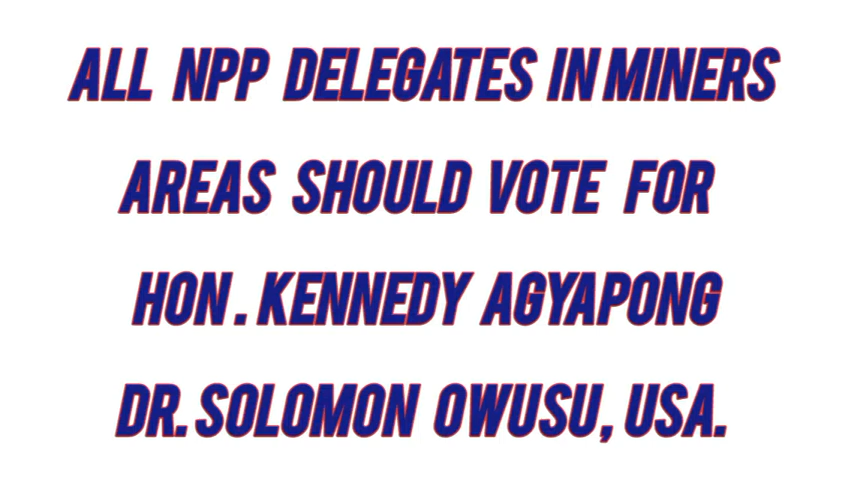 ALL NPP DELEGATES IN MINERS
AREAS SHOULD VOTE FOR
HON. KENNEDY AGYAPONG
DR. SOLOMON OWUSU, USA.